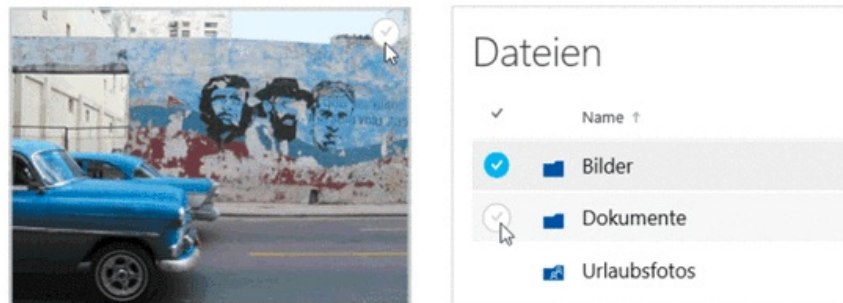 Dateien
Name ↑
Bilder
Dokumente
Urlaubsfotos